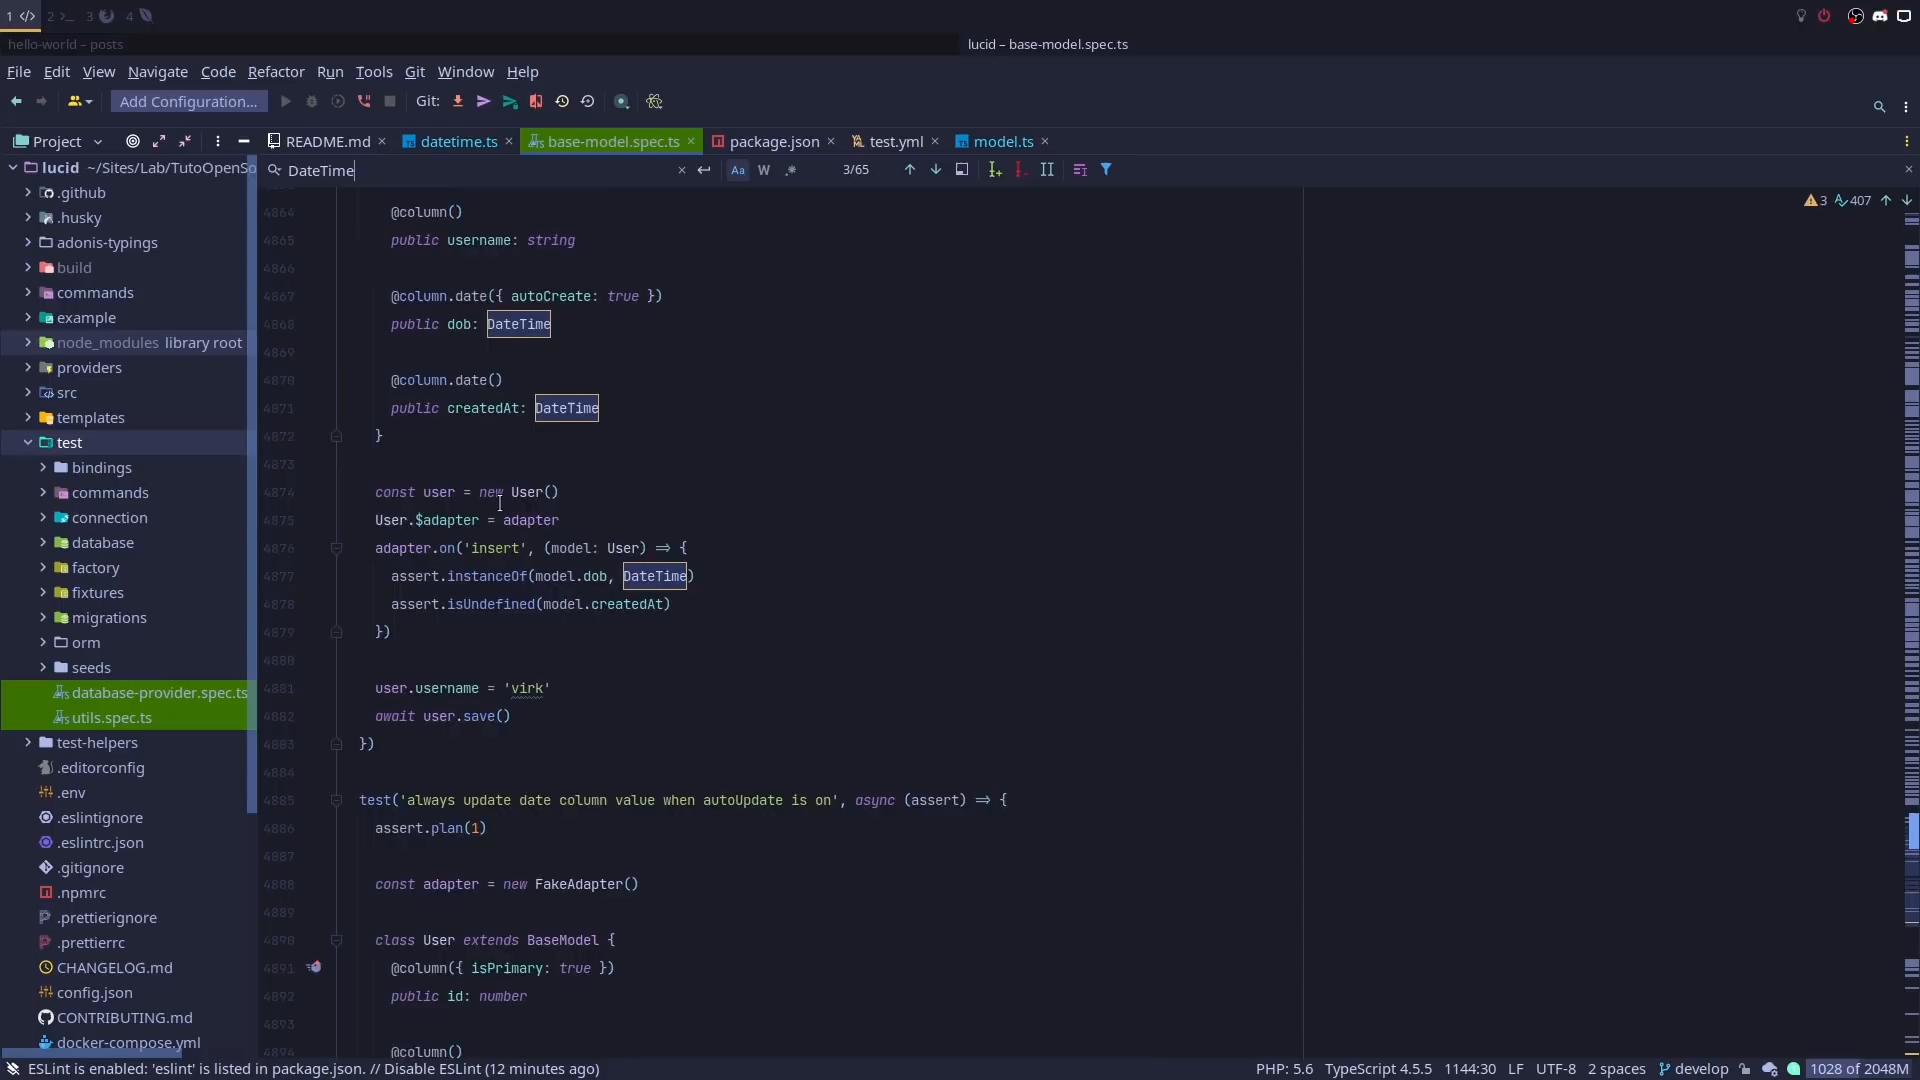 1 </> 2 >_ 3 4
hello-world – posts
lucid – base-model.spec.ts
File Edit View Navigate Code Refactor Run Tools Git Window Help
Add Configuration... Git:
Project README.md datetime.ts base-model.spec.ts package.json test.yml model.ts
lucid ~/Sites/Lab/TutoOpenSo
DateTime Aa W .* 3/65
3 407
.github
.husky
adonis-typings
build
commands
example
node_modules library root
providers
src
templates
test
bindings
commands
connection
database
factory
fixtures
migrations
orm
seeds
database-provider.spec.ts
utils.spec.ts
test-helpers
.editorconfig
.env
.eslintignore
.eslintrc.json
.gitignore
.npmrc
.prettierignore
.prettierrc
CHANGELOG.md
config.json
CONTRIBUTING.md
docker-compose.yml
4864 @column()
4865 public username: string
4866
4867 @column.date({ autoCreate: true })
4868 public dob: DateTime
4869
4870 @column.date()
4871 public createdAt: DateTime
4872 }
4873
4874 const user = new User()
4875 User.$adapter = adapter
4876 adapter.on('insert', (model: User) => {
4877 assert.instanceOf(model.dob, DateTime)
4878 assert.isUndefined(model.createdAt)
4879 })
4880
4881 user.username = 'virk'
4882 await user.save()
4883 })
4884
4885 test('always update date column value when autoUpdate is on', async (assert) => {
4886 assert.plan(1)
4887
4888 const adapter = new FakeAdapter()
4889
4890 class User extends BaseModel {
4891 @column({ isPrimary: true })
4892 public id: number
4893
4894 @column()
ESLint is enabled: 'eslint' is listed in package.json. // Disable ESLint (12 minutes ago)
PHP: 5.6 TypeScript 4.5.5 1144:30 LF UTF-8 2 spaces develop 1028 of 2048M